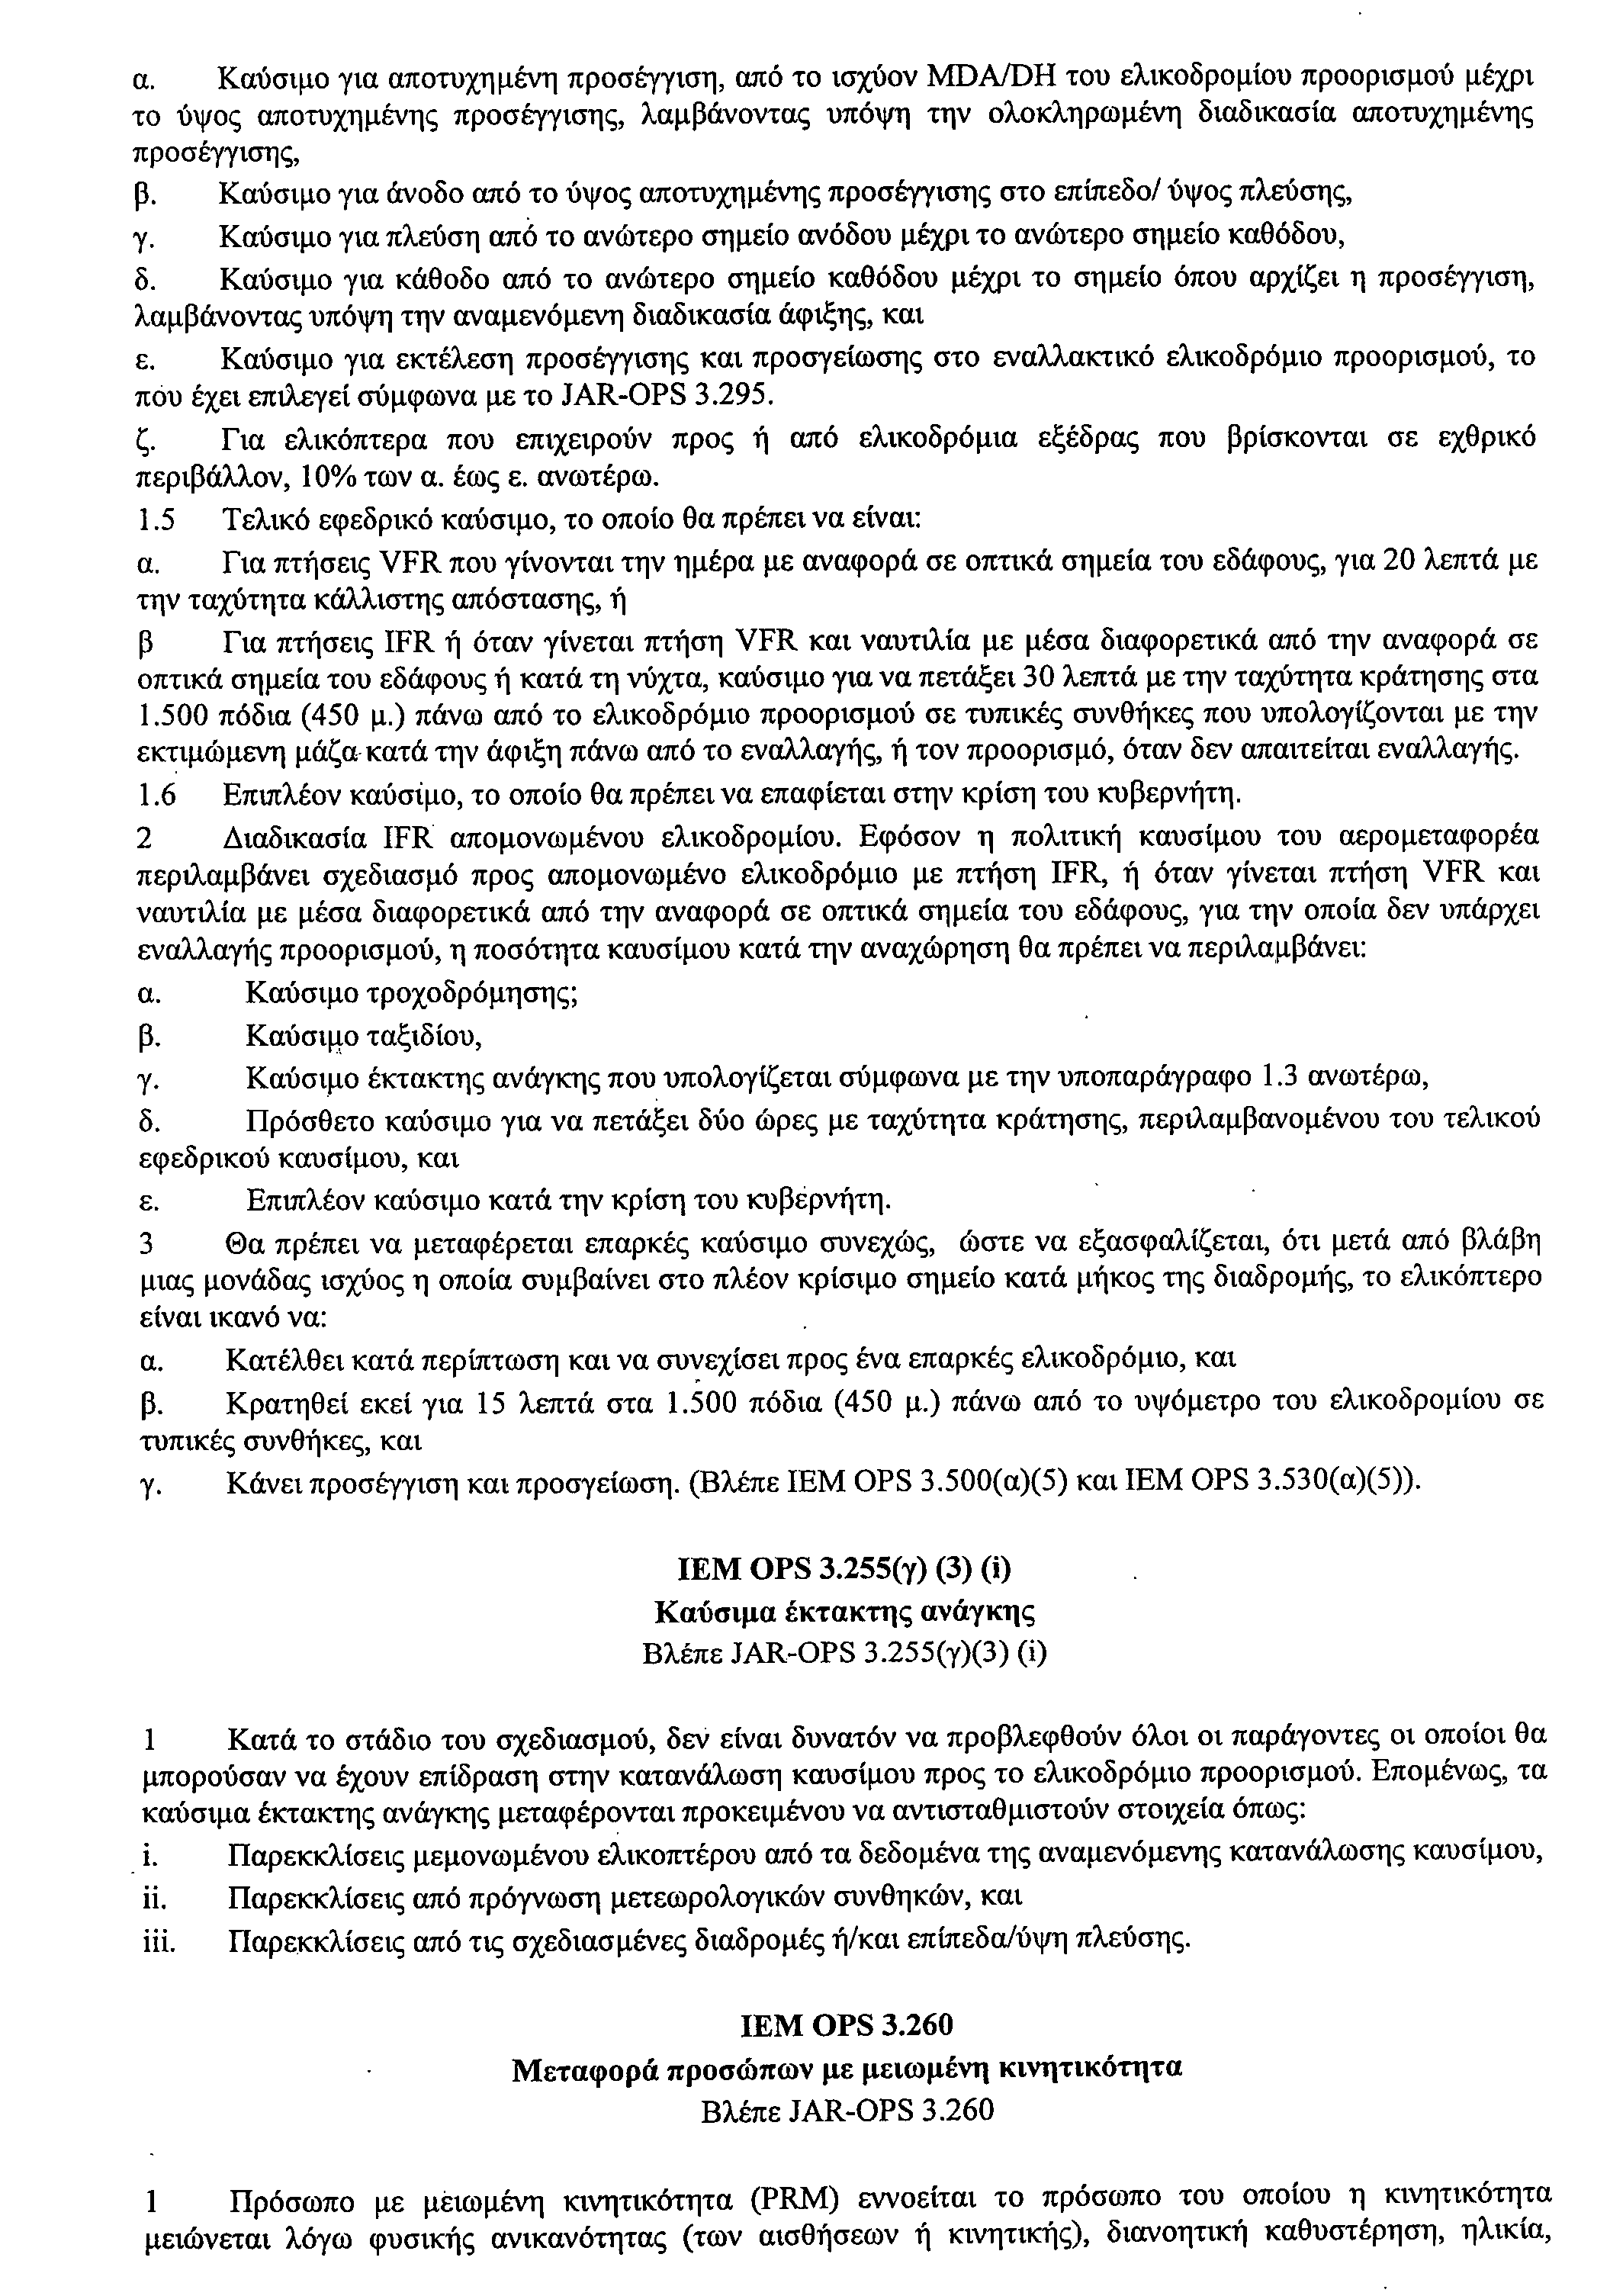 α. Καύσιμο για αποτυχημένη προσέγγιση, από το ισχύον MDA/DH του ελικοδρομίου προορισμού μέχρι
το ύψος αποτυχημένης προσέγγισης, λαμβάνοντας υπόψη την ολοκληρωμένη διαδικασία αποτυχημένης
προσέγγισης,
β. Καύσιμο για άνοδο από το ύψος αποτυχημένης προσέγγισης στο επίπεδο/ ύψος πλεύσης,
γ. Καύσιμο για πλεύση από το ανώτερο σημείο ανόδου μέχρι το ανώτερο σημείο καθόδου,
δ. Καύσιμο για κάθοδο από το ανώτερο σημείο καθόδου μέχρι το σημείο όπου αρχίζει η προσέγγιση,
λαμβάνοντας υπόψη την αναμενόμενη διαδικασία άφιξης, και
ε. Καύσιμο για εκτέλεση προσέγγισης και προσγείωσης στο εναλλακτικό ελικοδρόμιο προορισμού, το
που έχει επιλεγεί σύμφωνα με το JAR-OPS 3.295.
ζ. Για ελικόπτερα που επιχειρούν προς ή από ελικοδρόμια εξέδρας που βρίσκονται σε εχθρικό
περιβάλλον, 10% των α. έως ε. ανωτέρω.
1.5 Τελικό εφεδρικό καύσιμο, το οποίο θα πρέπει να είναι:
α. Για πτήσεις VFR που γίνονται την ημέρα με αναφορά σε οπτικά σημεία του εδάφους, για 20 λεπτά με
την ταχύτητα κάλλιστης απόστασης, ή
β Για πτήσεις IFR ή όταν γίνεται πτήση VFR και ναυτιλία με μέσα διαφορετικά από την αναφορά σε
οπτικά σημεία του εδάφους ή κατά τη νύχτα, καύσιμο για να πετάξει 30 λεπτά με την ταχύτητα κράτησης στα
1.500 πόδια (450 μ.) πάνω από το ελικοδρόμιο προορισμού σε τυπικές συνθήκες που υπολογίζονται με την
εκτιμώμενη μάζα κατά την άφιξη πάνω από το εναλλαγής, ή τον προορισμό, όταν δεν απαιτείται εναλλαγής.
1.6 Επιπλέον καύσιμο, το οποίο θα πρέπει να επαφίεται στην κρίση του κυβερνήτη.
2 Διαδικασία IFR απομονωμένου ελικοδρομίου. Εφόσον η πολιτική καυσίμου του αερομεταφορέα
περιλαμβάνει σχεδιασμό προς απομονωμένο ελικοδρόμιο με πτήση IFR, ή όταν γίνεται πτήση VFR και
ναυτιλία με μέσα διαφορετικά από την αναφορά σε οπτικά σημεία του εδάφους, για την οποία δεν υπάρχει
εναλλαγής προορισμού, η ποσότητα καυσίμου κατά την αναχώρηση θα πρέπει να περιλαμβάνει:
α. Καύσιμο τροχοδρόμησης;
β. Καύσιμο ταξιδίου,
γ. Καύσιμο έκτακτης ανάγκης που υπολογίζεται σύμφωνα με την υποπαράγραφο 1.3 ανωτέρω,
δ. Πρόσθετο καύσιμο για να πετάξει δύο ώρες με ταχύτητα κράτησης, περιλαμβανομένου του τελικού
εφεδρικού καυσίμου, και
ε. Επιπλέον καύσιμο κατά την κρίση του κυβερνήτη.
3 Θα πρέπει να μεταφέρεται επαρκές καύσιμο συνεχώς, ώστε να εξασφαλίζεται, ότι μετά από βλάβη
μιας μονάδας ισχύος η οποία συμβαίνει στο πλέον κρίσιμο σημείο κατά μήκος της διαδρομής, το ελικόπτερο
είναι ικανό να:
α. Κατέλθει κατά περίπτωση και να συνεχίσει προς ένα επαρκές ελικοδρόμιο, και
β. Κρατηθεί εκεί για 15 λεπτά στα 1.500 πόδια (450 μ.) πάνω από το υψόμετρο του ελικοδρομίου σε
τυπικές συνθήκες, και
γ. Κάνει προσέγγιση και προσγείωση. (Βλέπε IEM OPS 3.500(α)(5) και IEM OPS 3.530(α)(5)).
IEM OPS 3.255(γ) (3) (i)
Καύσιμα έκτακτης ανάγκης
Βλέπε JAR-OPS 3.255(γ)(3) (i)
1 Κατά το στάδιο του σχεδιασμού, δεν είναι δυνατόν να προβλεφθούν όλοι οι παράγοντες οι οποίοι θα
μπορούσαν να έχουν επίδραση στην κατανάλωση καυσίμου προς το ελικοδρόμιο προορισμού. Επομένως, τα
καύσιμα έκτακτης ανάγκης μεταφέρονται προκειμένου να αντισταθμιστούν στοιχεία όπως:
i. Παρεκκλίσεις μεμονωμένου ελικοπτέρου από τα δεδομένα της αναμενόμενης κατανάλωσης καυσίμου,
ii. Παρεκκλίσεις από πρόγνωση μετεωρολογικών συνθηκών, και
iii. Παρεκκλίσεις από τις σχεδιασμένες διαδρομές ή/και επίπεδα/ύψη πλεύσης.
IEM OPS 3.260
Μεταφορά προσώπων με μειωμένη κινητικότητα
Βλέπε JAR-OPS 3.260
1 Πρόσωπο με μειωμένη κινητικότητα (PRM) εννοείται το πρόσωπο του οποίου η κινητικότητα
μειώνεται λόγω φυσικής ανικανότητας (των αισθήσεων ή κινητικής), διανοητική καθυστέρηση, ηλικία,